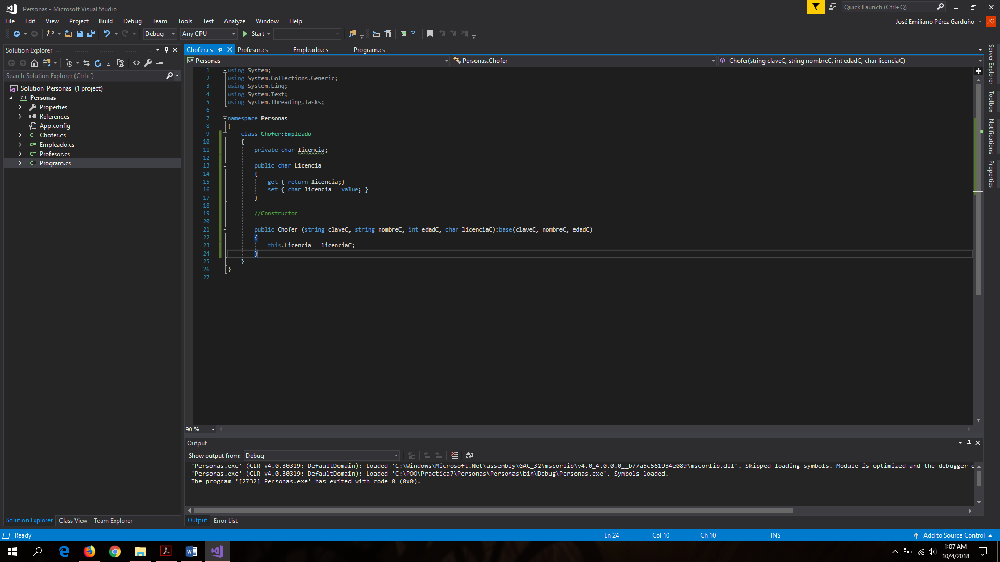 Personas - Microsoft Visual Studio
Quick Launch (Ctrl+Q)
File Edit View Project Build Debug Team Tools Test Analyze Window Help
José Emiliano Pérez Garduño JG
Debug Any CPU Start
Solution Explorer
Search Solution Explorer (Ctrl+´)
Solution 'Personas' (1 project)
C# Personas
Properties
References
App.config
C# Chofer.cs
C# Empleado.cs
C# Profesor.cs
C# Program.cs
Chofer.cs Profesor.cs Empleado.cs Program.cs
C# Personas Personas.Chofer Chofer(string claveC, string nombreC, int edadC, char licenciaC)
1 using System;
2 using System.Collections.Generic;
3 using System.Linq;
4 using System.Text;
5 using System.Threading.Tasks;
6
7 namespace Personas
8 {
9 class Chofer:Empleado
10 {
11 private char licencia;
12
13 public char Licencia
14 {
15 get { return licencia;}
16 set { char licencia = value; }
17 }
18
19 //Constructor
20
21 public Chofer (string claveC, string nombreC, int edadC, char licenciaC):base(claveC, nombreC, edadC)
22 {
23 this.Licencia = licenciaC;
24 }
25 }
26 }
27
90 %
Server Explorer
Toolbox
Notifications
Properties
Output
Show output from: Debug
'Personas.exe' (CLR v4.0.30319: DefaultDomain): Loaded 'C:\Windows\Microsoft.Net\assembly\GAC_32\mscorlib\v4.0_4.0.0.0__b77a5c561934e089\mscorlib.dll'. Skipped loading symbols. Module is optimized and the debugger o
'Personas.exe' (CLR v4.0.30319: DefaultDomain): Loaded 'C:\POO\Practica7\Personas\Personas\bin\Debug\Personas.exe'. Symbols loaded.
The program '[2732] Personas.exe' has exited with code 0 (0x0).
Solution Explorer Class View Team Explorer
Output Error List
Ready Ln 24 Col 10 Ch 10 INS Add to Source Control
1:07 AM
10/4/2018